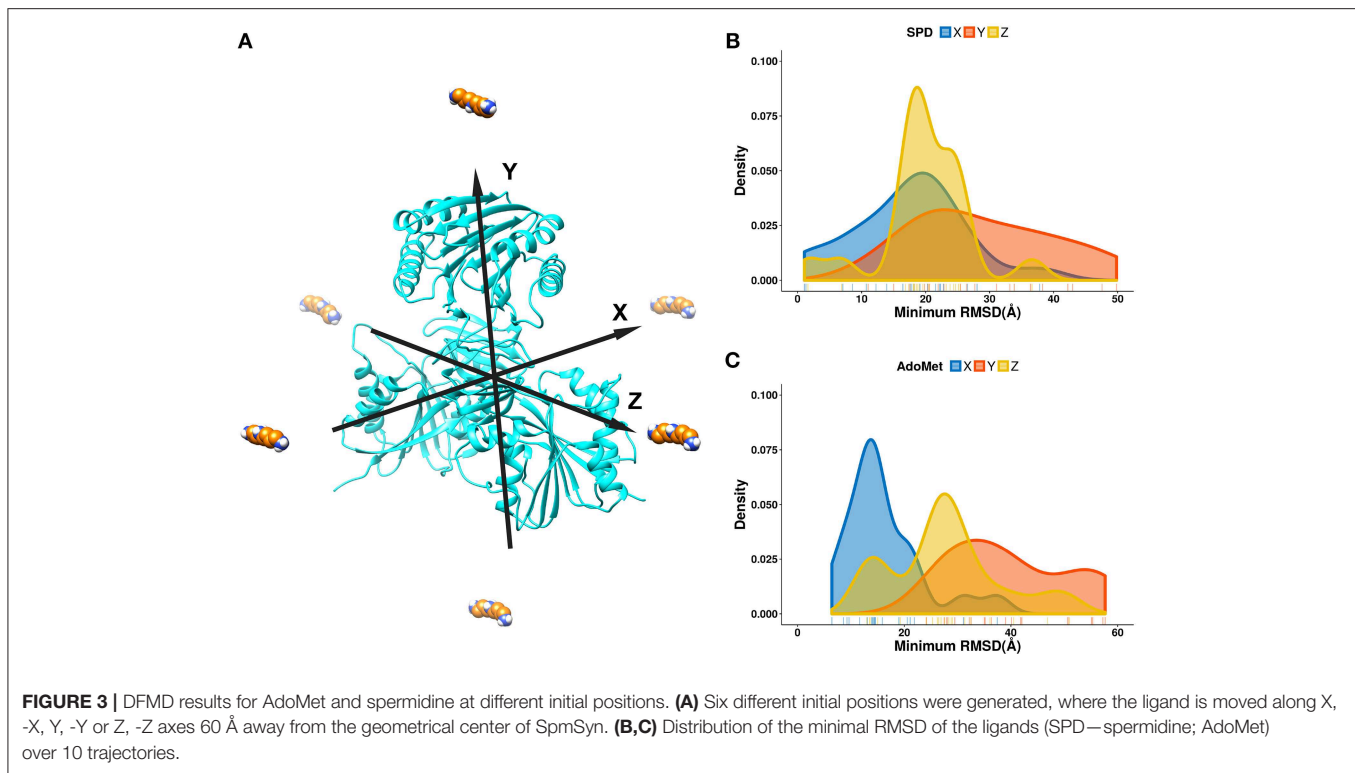 A
Y
X
Z
B
SPD X Y Z
0.100
0.075
0.050
0.025
0.000
Density
0 10 20 30 40 50
Minimum RMSD(Å)
C
AdoMet X Y Z
0.100
0.075
0.050
0.025
0.000
Density
0 20 40 60
Minimum RMSD(Å)
FIGURE 3 | DFMD results for AdoMet and spermidine at different initial positions. (A) Six different initial positions were generated, where the ligand is moved along X,
-X, Y, -Y or Z, -Z axes 60 Å away from the geometrical center of SpmSyn. (B,C) Distribution of the minimal RMSD of the ligands (SPD—spermidine; AdoMet)
over 10 trajectories.